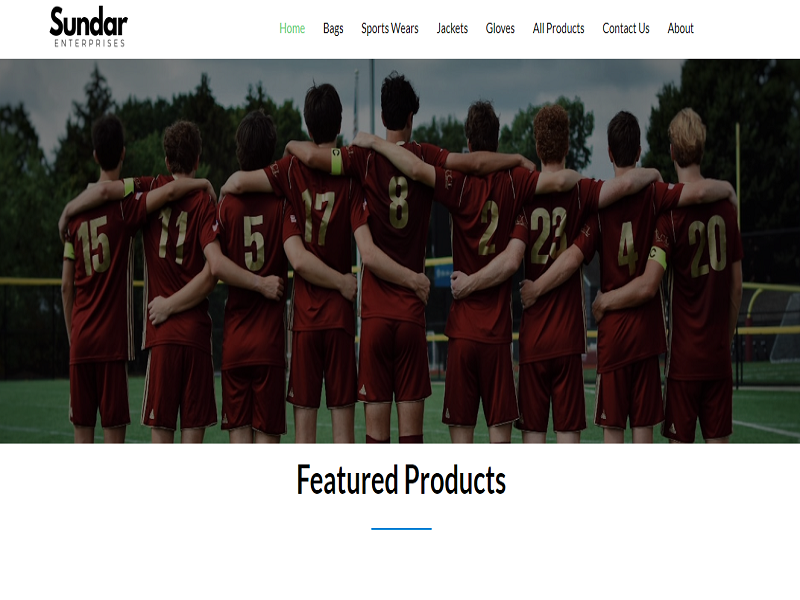 Sundar
ENTERPRISES
Home Bags Sports Wears Jackets Gloves All Products Contact Us About
15 11 5 17 8 2 23 4 20
Featured Products